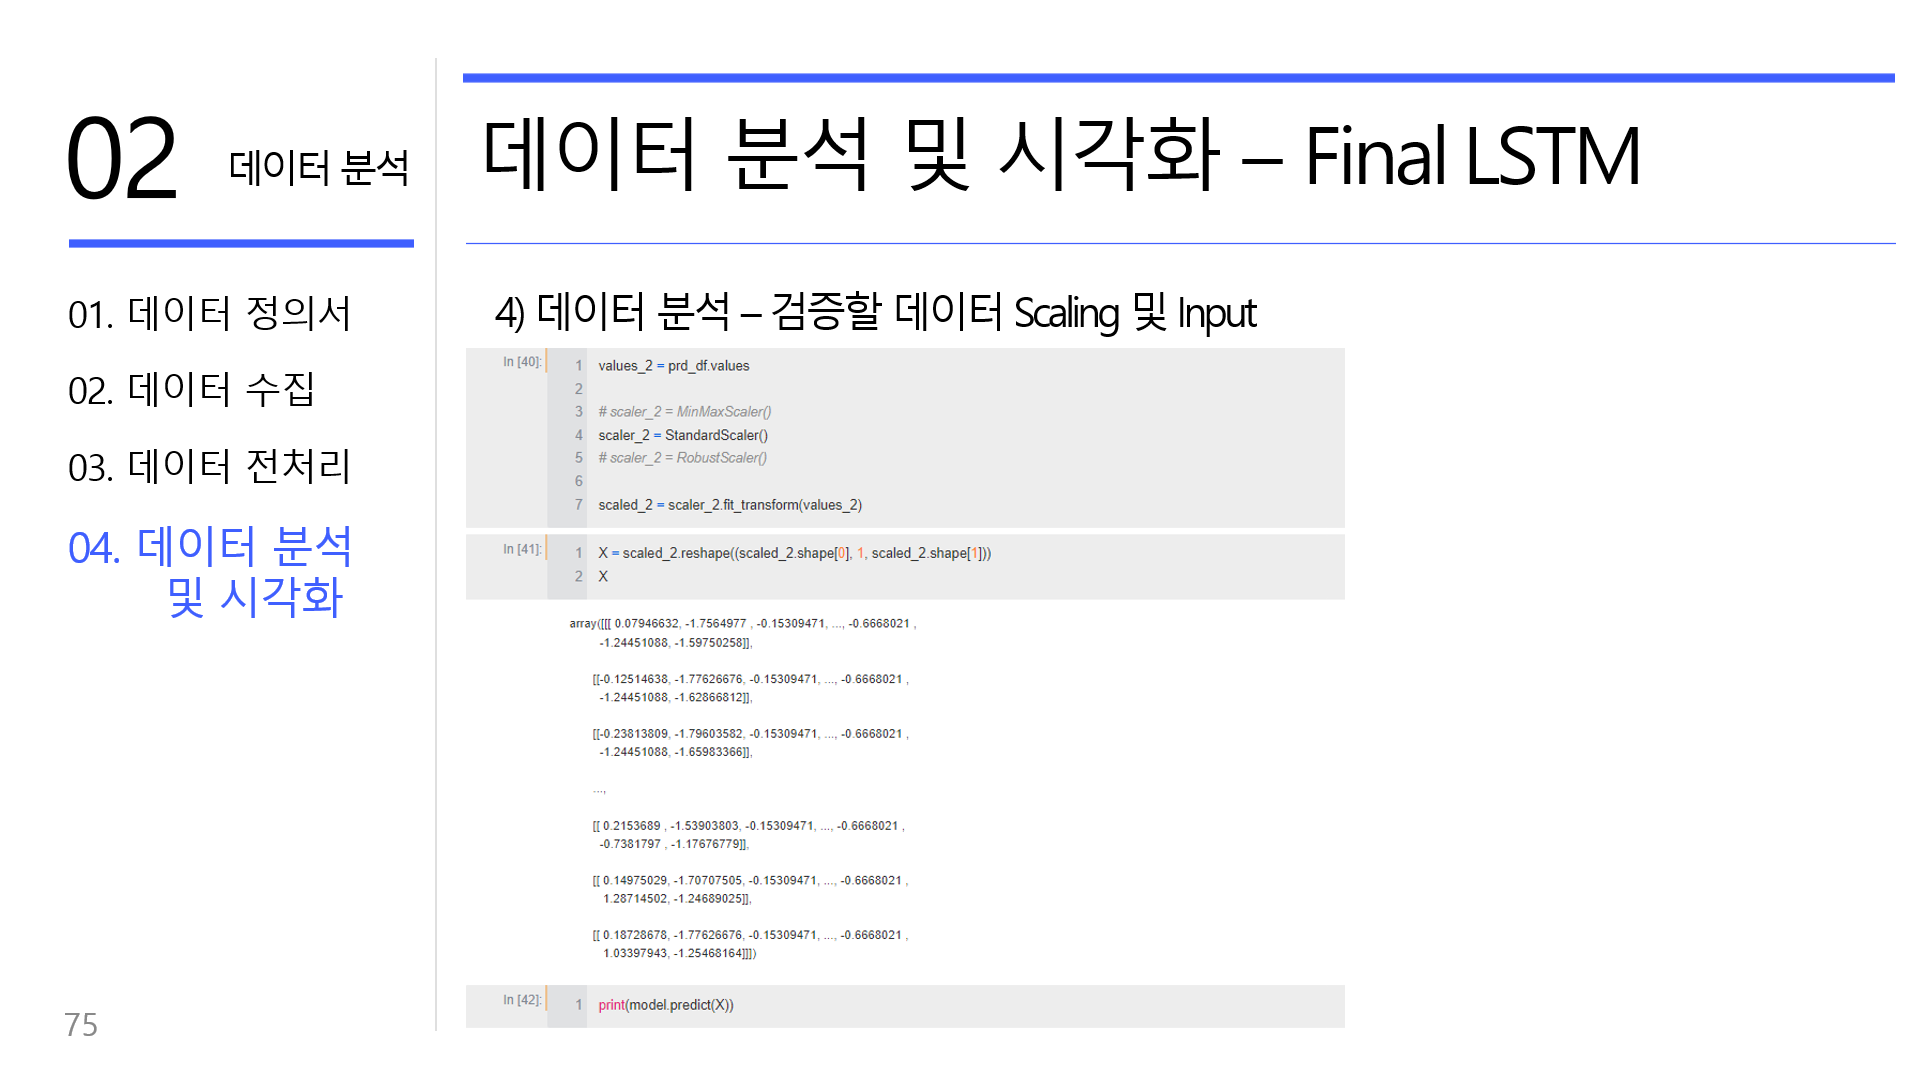 02 데이터 분석
01. 데이터 정의서
02. 데이터 수집
03. 데이터 전처리
04. 데이터 분석
및 시각화
75
데이터 분석 및 시각화 – Final LSTM
4) 데이터 분석 – 검증할 데이터 Scaling 및 Input
In [40]:
1 values_2 = prd_df.values
2
3 # scaler_2 = MinMaxScaler()
4 scaler_2 = StandardScaler()
5 # scaler_2 = RobustScaler()
6
7 scaled_2 = scaler_2.fit_transform(values_2)
In [41]:
1 X = scaled_2.reshape((scaled_2.shape[0], 1, scaled_2.shape[1]))
2 X
array([[[ 0.07946632, -1.7564977 , -0.15309471, ..., -0.6668021 ,
-1.24451088, -1.59750258]],
[[-0.12514638, -1.77626676, -0.15309471, ..., -0.6668021 ,
-1.24451088, -1.62866812]],
[[-0.23813809, -1.79603582, -0.15309471, ..., -0.6668021 ,
-1.24451088, -1.65983366]],
...,
[[ 0.2153689 , -1.53903803, -0.15309471, ..., -0.6668021 ,
-0.7381797 , -1.17676779]],
[[ 0.14975029, -1.70707505, -0.15309471, ..., -0.6668021 ,
1.28714502, -1.24689025]],
[[ 0.18728678, -1.77626676, -0.15309471, ..., -0.6668021 ,
1.03397943, -1.25468164]]])
In [42]:
1 print(model.predict(X))